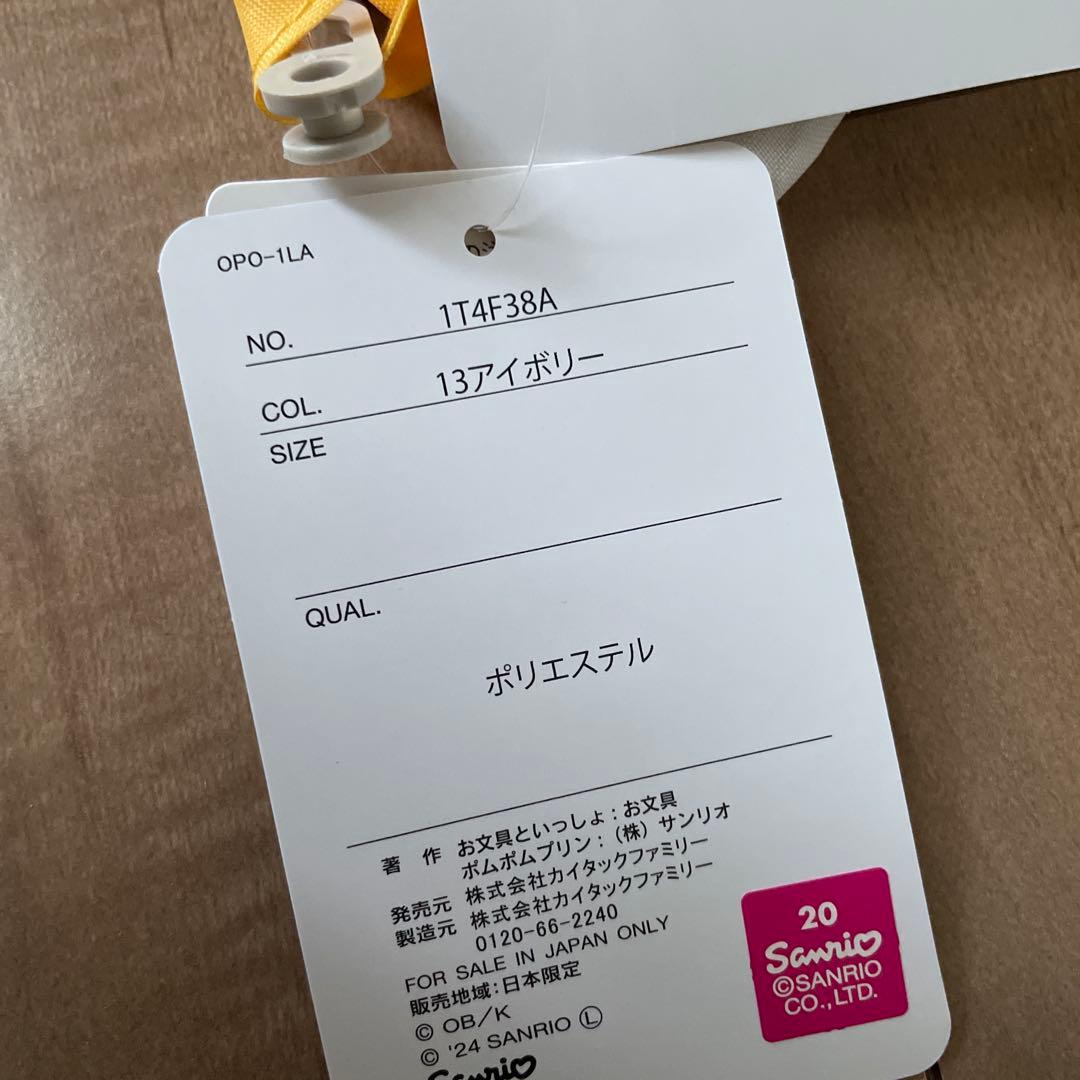 OPO-1LA
NO. 1T4F38A
COL. 13アイボリー
SIZE
QUAL.
ポリエステル
著 作 お文具といっしょ:お文具
ポムポムプリン:(株)サンリオ
発売元 株式会社カイタックファミリー
製造元 株式会社カイタックファミリー
0120-66-2240
FOR SALE IN JAPAN ONLY
販売地域:日本限定
© OB/K
© '24 SANRIO Ⓛ
Sanrio
20
Sanrio
©SANRIO
CO.,LTD.